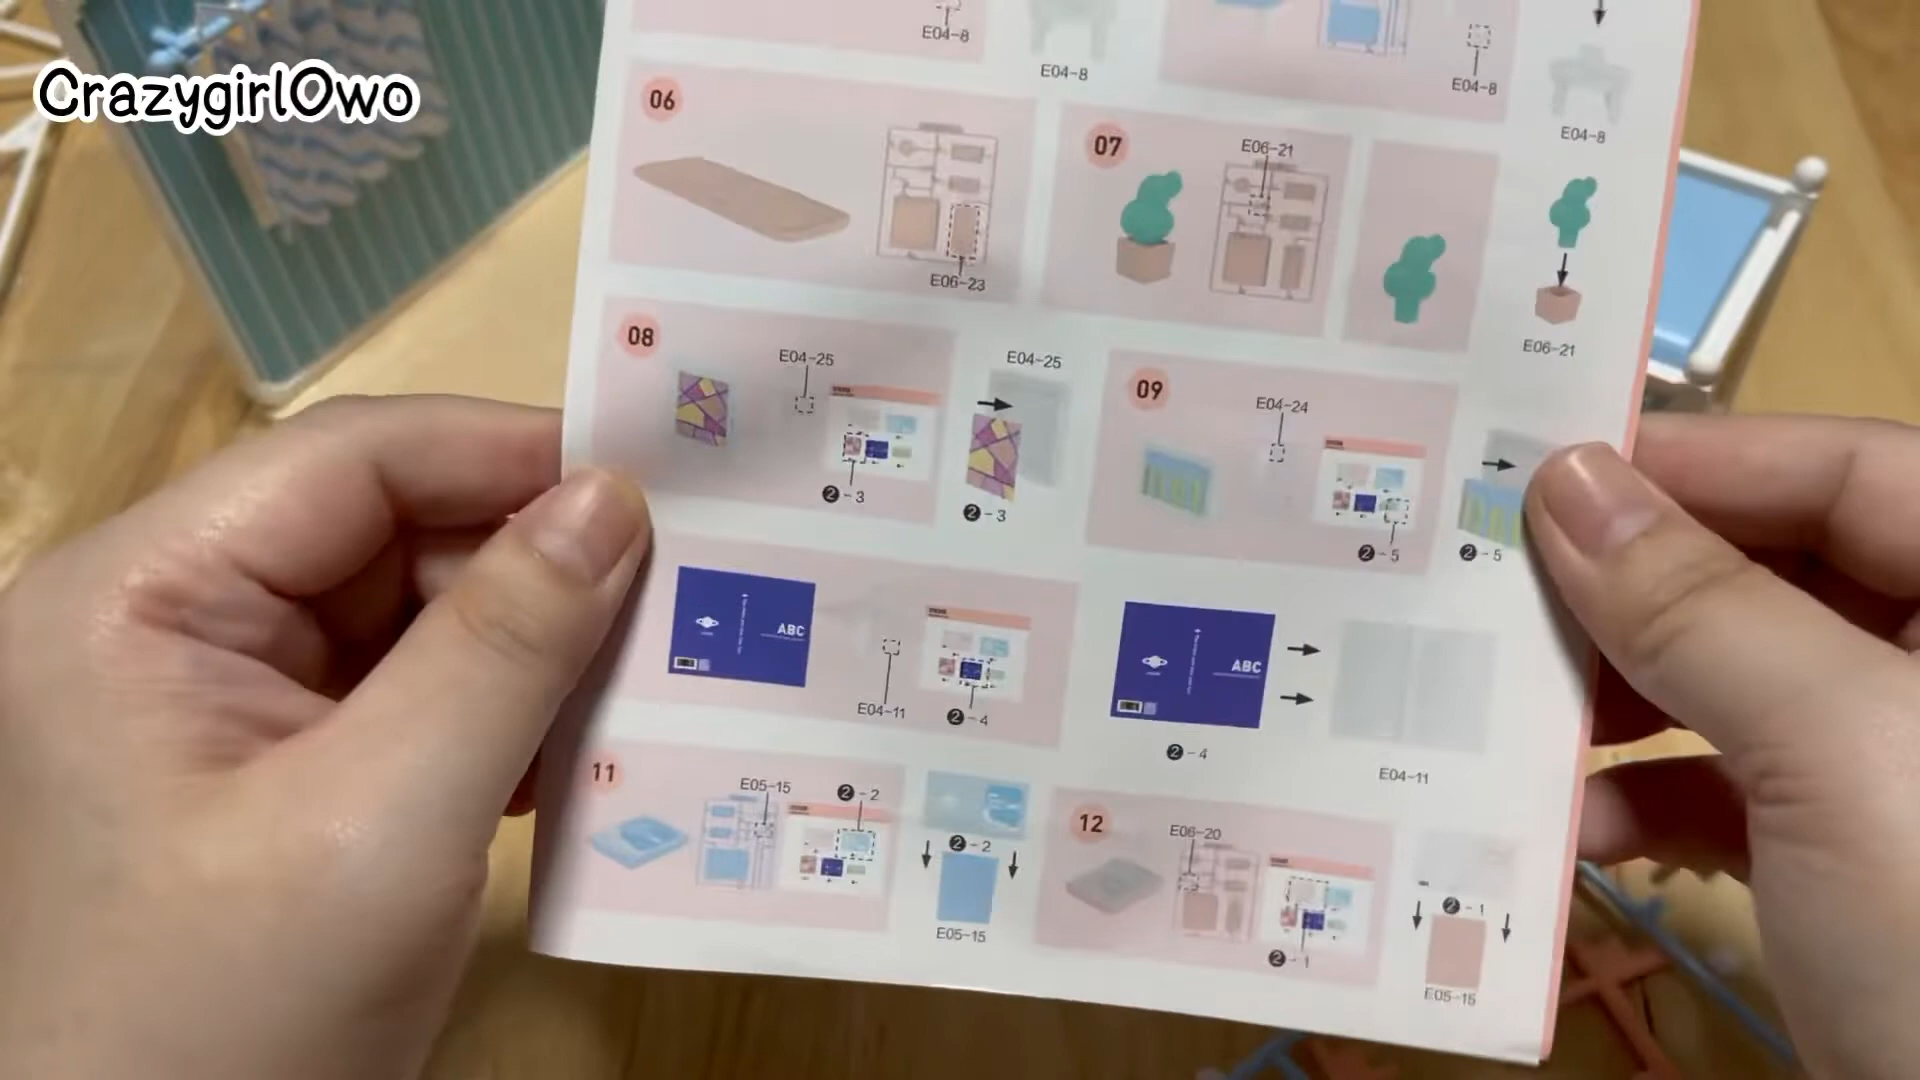 CrazygirlOwo
E04-8
E04-8
E04-8
E04-8
06
E06-23
07
E06-21
E06-21
08
E04-25
❷-3
E04-25
❷-3
09
E04-24
❷-5
❷-5
ABC
E04-11
❷-4
ABC
❷-4
E04-11
11
E05-15
❷-2
❷-2
E05-15
12
E06-20
❷-1
❷-1
E05-15